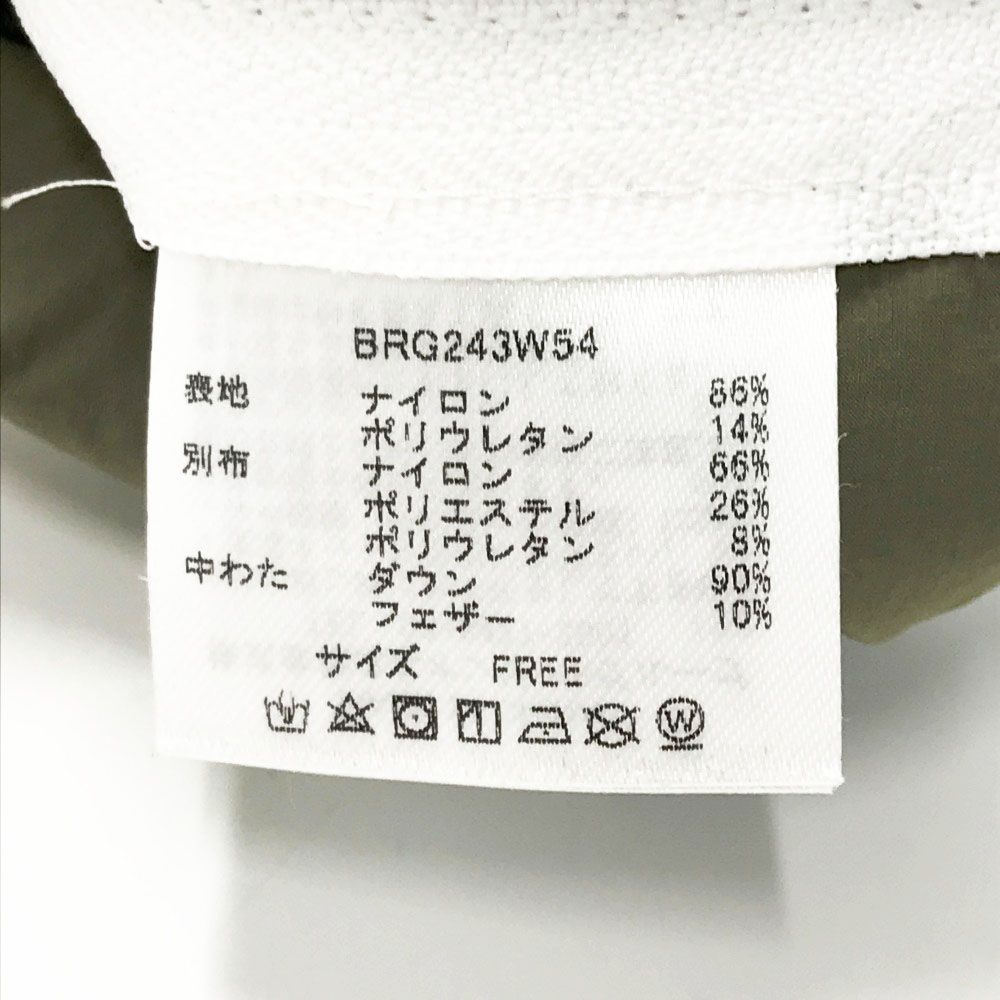 BRG243W54
表地 ナイロン 86%
ポリウレタン 14%
別布 ナイロン 66%
ポリエステル 26%
ポリウレタン 8%
中わた ダウン 90%
フェザー 10%
サイズ FREE
W